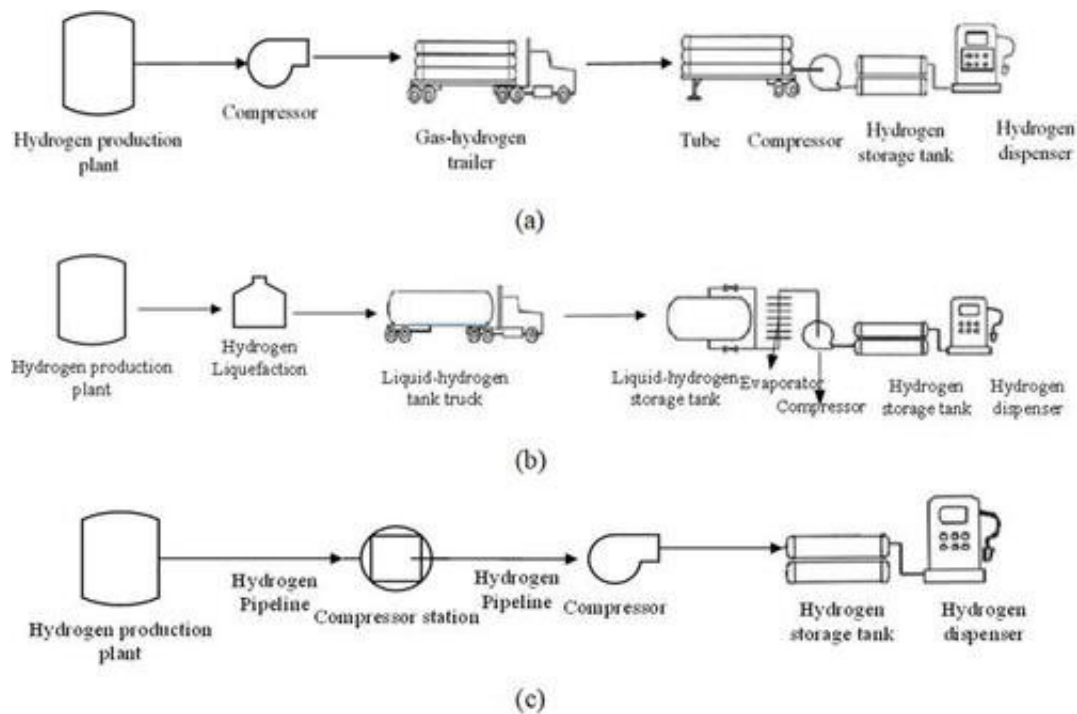 Hydrogen production
plant
Compressor
Gas-hydrogen
trailer
Tube
Compressor
Hydrogen
storage tank
Hydrogen
dispenser
(a)
Hydrogen production
plant
Hydrogen
Liquefaction
Liquid-hydrogen
tank truck
Liquid-hydrogen
storage tank
Evaporator
Compressor
Hydrogen
storage tank
Hydrogen
dispenser
(b)
Hydrogen production
plant
Hydrogen
Pipeline
Compressor station
Hydrogen
Pipeline
Compressor
Hydrogen
storage tank
Hydrogen
dispenser
(c)